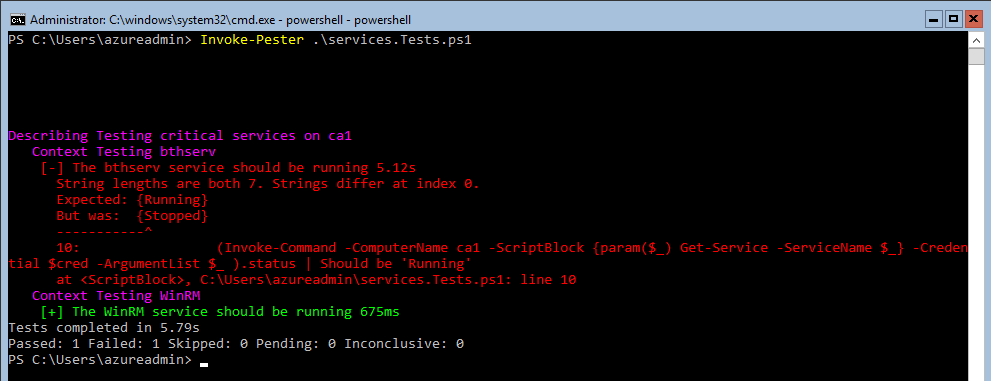 Administrator: C:\windows\system32\cmd.exe - powershell - powershell
PS C:\Users\azureadmin> Invoke-Pester .\services.Tests.ps1
Describing Testing critical services on ca1
Context Testing bthserv
[-] The bthserv service should be running 5.12s
String lengths are both 7. Strings differ at index 0.
Expected: {Running}
But was:  {Stopped}
-----------^
10:                 (Invoke-Command -ComputerName ca1 -ScriptBlock {param($_) Get-Service -ServiceName $_} -Creden
tial $cred -ArgumentList $_ ).status | Should be 'Running'
at <ScriptBlock>, C:\Users\azureadmin\services.Tests.ps1: line 10
Context Testing WinRM
[+] The WinRM service should be running 675ms
Tests completed in 5.79s
Passed: 1 Failed: 1 Skipped: 0 Pending: 0 Inconclusive: 0
PS C:\Users\azureadmin>